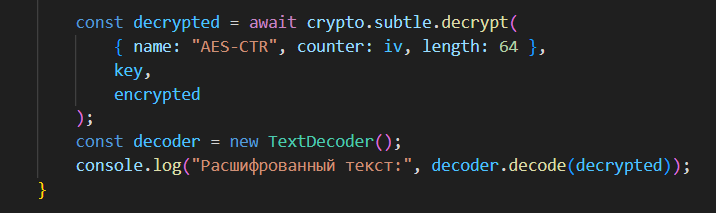 const decrypted = await crypto.subtle.decrypt(
{ name: "AES-CTR", counter: iv, length: 64 },
key,
encrypted
);
const decoder = new TextDecoder();
console.log("Расшифрованный текст:", decoder.decode(decrypted));
}